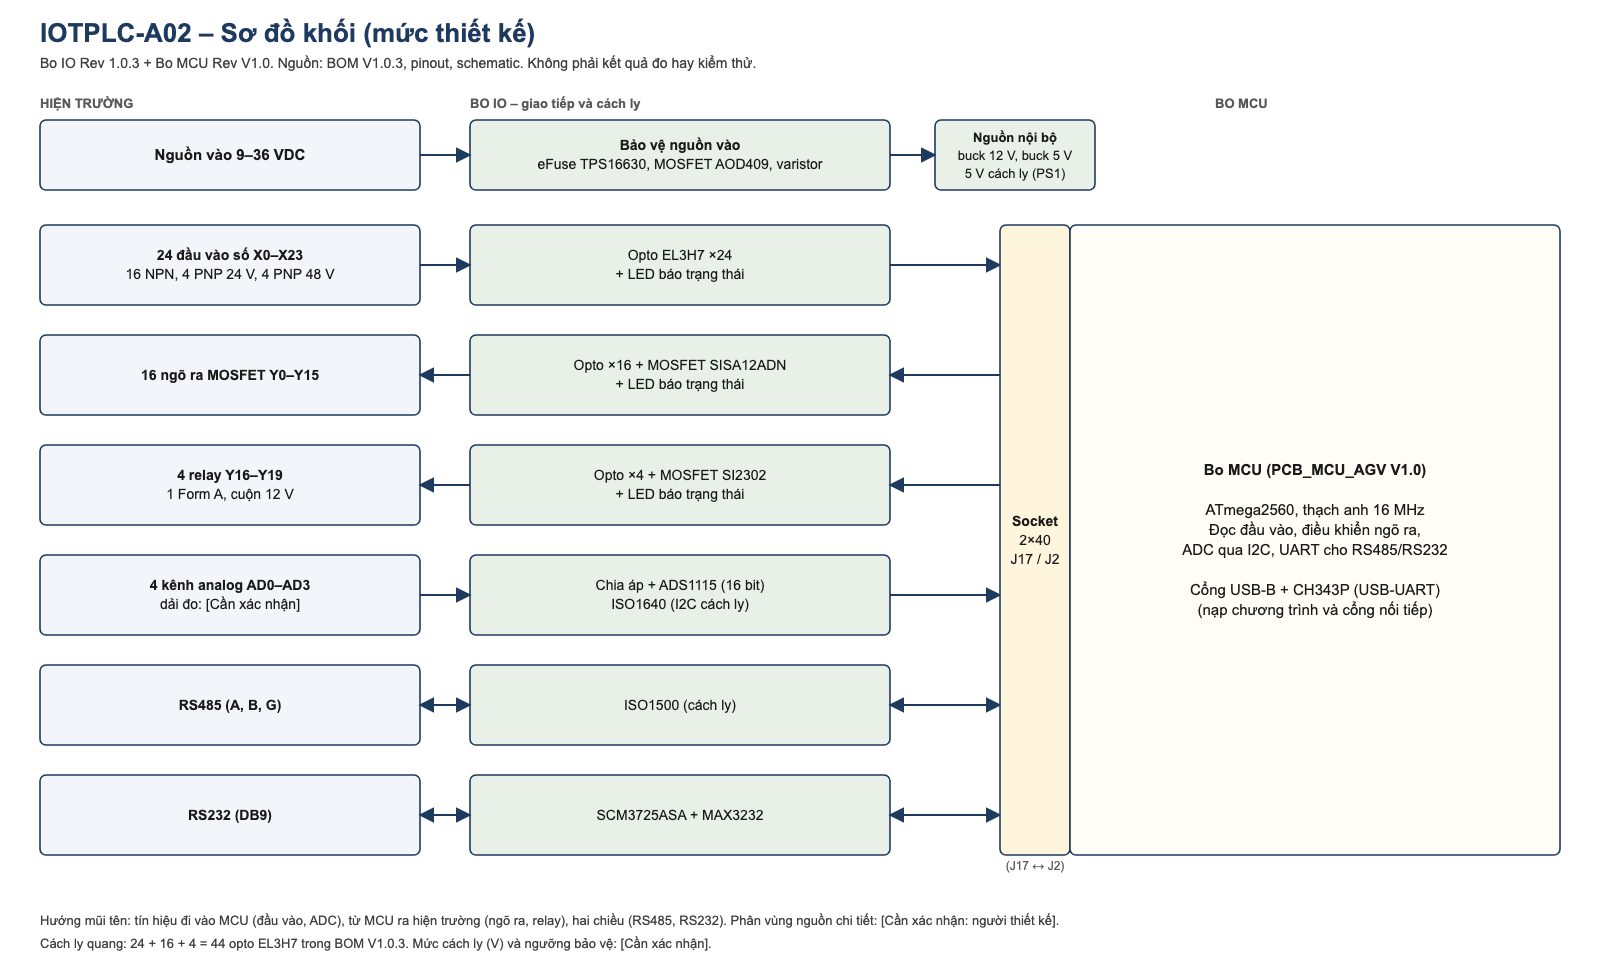 IOTPLC-A02 – Sơ đồ khối (mức thiết kế)
Bo IO Rev 1.0.3 + Bo MCU Rev V1.0. Nguồn: BOM V1.0.3, pinout, schematic. Không phải kết quả đo hay kiểm thử.
HIỆN TRƯỜNG
BO IO – giao tiếp và cách ly
BO MCU
Nguồn vào 9–36 VDC
Bảo vệ nguồn vào
eFuse TPS16630, MOSFET AOD409, varistor
Nguồn nội bộ
buck 12 V, buck 5 V
5 V cách ly (PS1)
24 đầu vào số X0–X23
16 NPN, 4 PNP 24 V, 4 PNP 48 V
Opto EL3H7 ×24
+ LED báo trạng thái
16 ngõ ra MOSFET Y0–Y15
Opto ×16 + MOSFET SISA12ADN
+ LED báo trạng thái
4 relay Y16–Y19
1 Form A, cuộn 12 V
Opto ×4 + MOSFET SI2302
+ LED báo trạng thái
4 kênh analog AD0–AD3
dải đo: [Cần xác nhận]
Chia áp + ADS1115 (16 bit)
ISO1640 (I2C cách ly)
RS485 (A, B, G)
ISO1500 (cách ly)
RS232 (DB9)
SCM3725ASA + MAX3232
Socket
2×40
J17 / J2
(J17 ↔ J2)
Bo MCU (PCB_MCU_AGV V1.0)
ATmega2560, thạch anh 16 MHz
Đọc đầu vào, điều khiển ngõ ra,
ADC qua I2C, UART cho RS485/RS232
Cổng USB-B + CH343P (USB-UART)
(nạp chương trình và cổng nối tiếp)
Hướng mũi tên: tín hiệu đi vào MCU (đầu vào, ADC), từ MCU ra hiện trường (ngõ ra, relay), hai chiều (RS485, RS232). Phân vùng nguồn chi tiết: [Cần xác nhận: người thiết kế].
Cách ly quang: 24 + 16 + 4 = 44 opto EL3H7 trong BOM V1.0.3. Mức cách ly (V) và ngưỡng bảo vệ: [Cần xác nhận].